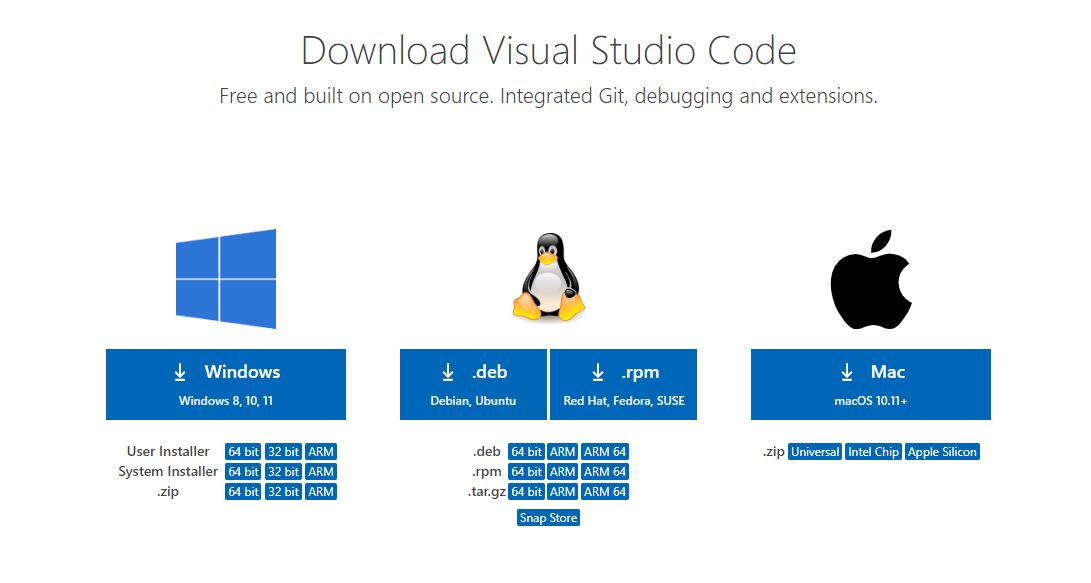 Download Visual Studio Code
Free and built on open source. Integrated Git, debugging and extensions.
Windows
Windows 8, 10, 11
User Installer 64 bit 32 bit ARM
System Installer 64 bit 32 bit ARM
.zip 64 bit 32 bit ARM
.deb
Debian, Ubuntu
.rpm
Red Hat, Fedora, SUSE
.deb 64 bit ARM ARM 64
.rpm 64 bit ARM ARM 64
.tar.gz 64 bit ARM ARM 64
Snap Store
Mac
macOS 10.11+
.zip Universal Intel Chip Apple Silicon